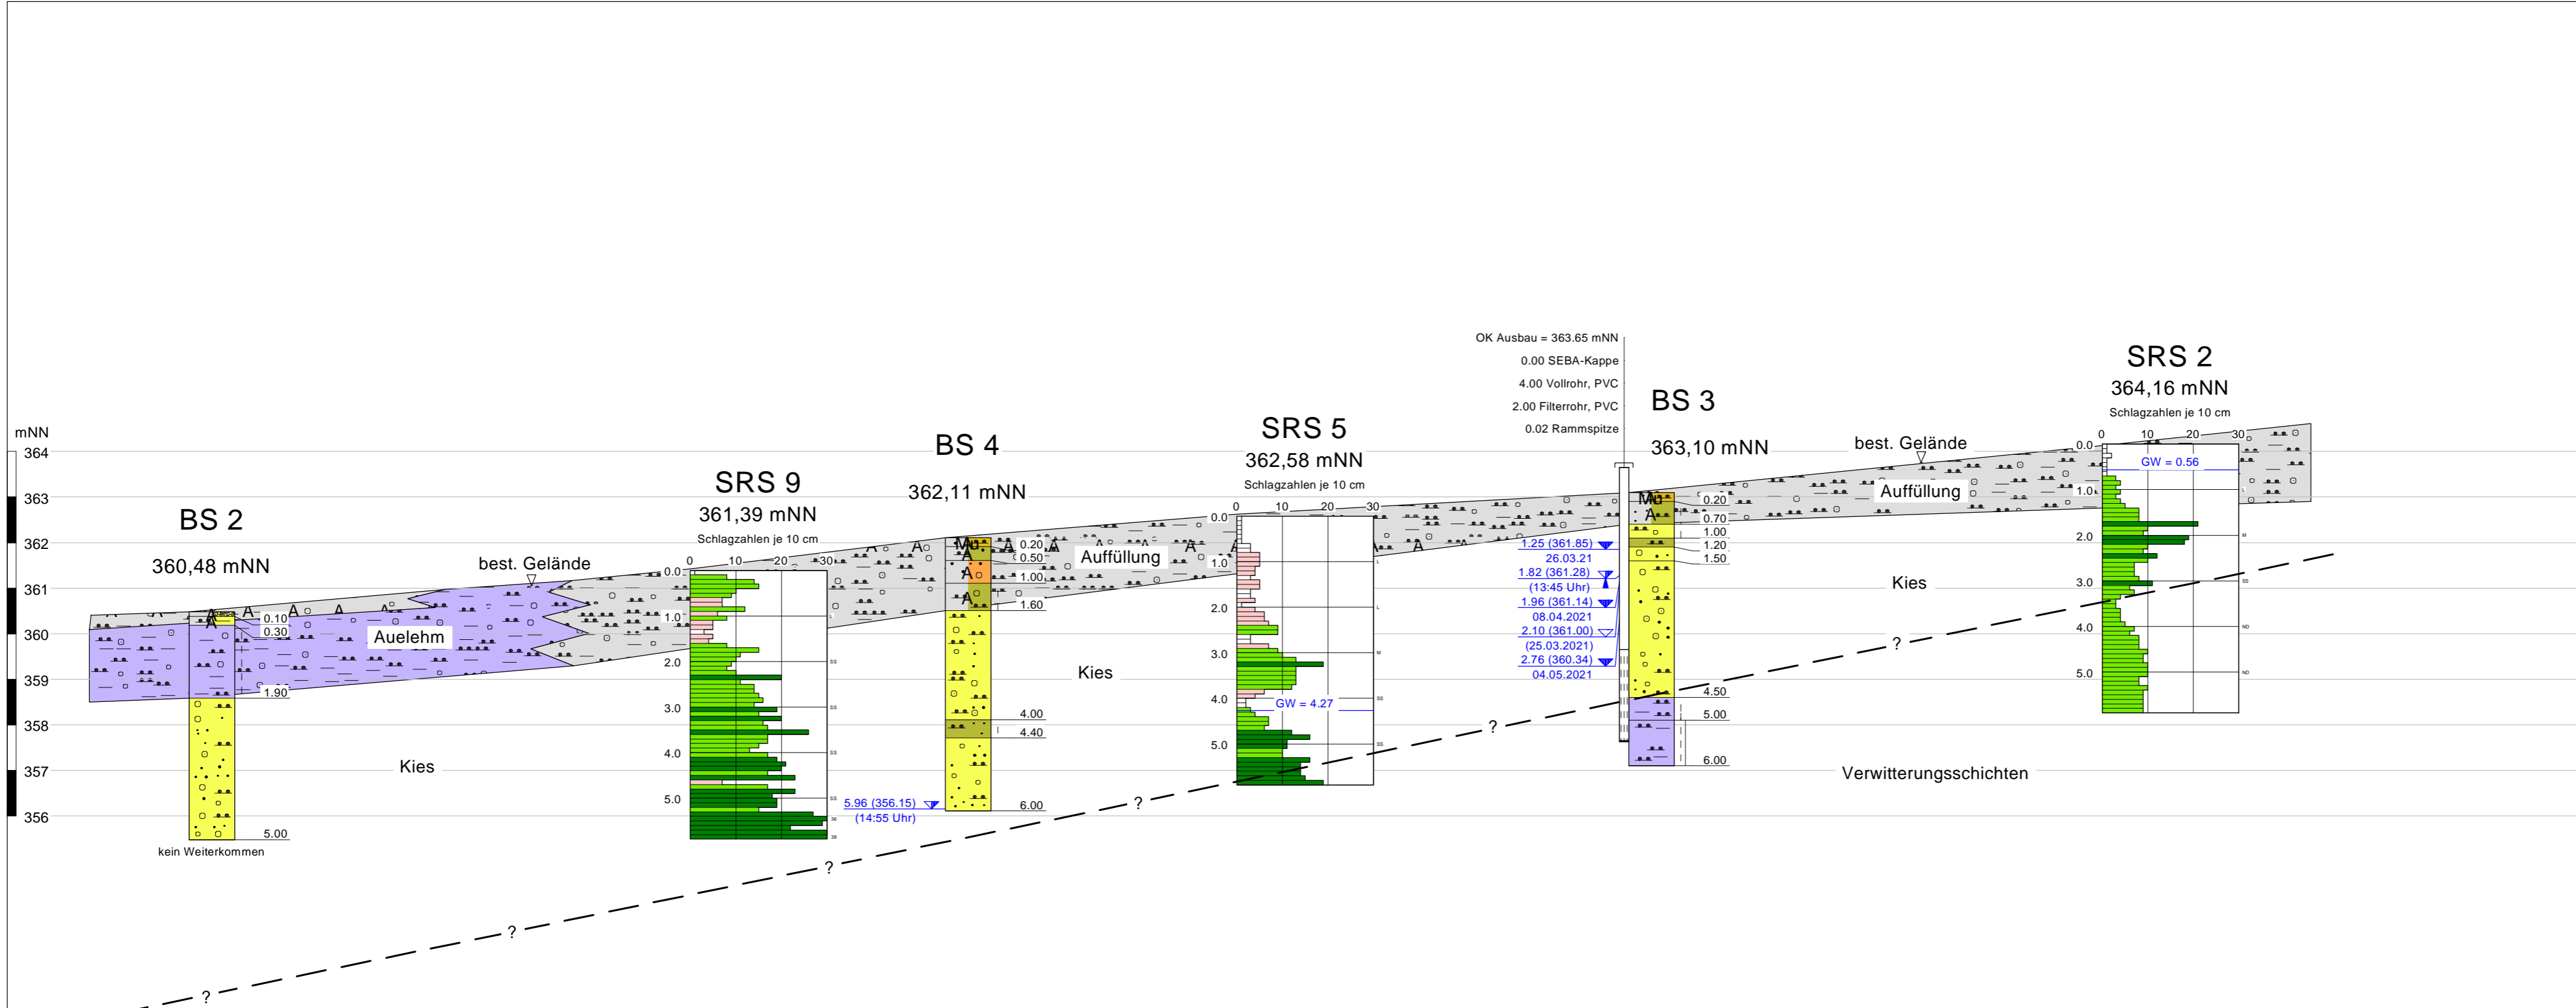 mNN
364
363
362
361
360
359
358
357
356
BS 2
360,48 mNN
A
A
A
A
A
A
0.10
0.30
1.90
5.00
kein Weiterkommen
best. Gelände
Auelehm
Kies
SRS 9
361,39 mNN
Schlagzahlen je 10 cm
0 10 20 30
0.0
1.0
2.0
3.0
4.0
5.0
BS 4
362,11 mNN
Mu
A
A
A
0.20
0.50
1.00
1.60
4.00
4.40
6.00
5.96 (356.15)
(14:55 Uhr)
Auffüllung
Kies
SRS 5
362,58 mNN
Schlagzahlen je 10 cm
0 10 20 30
0.0
1.0
2.0
3.0
4.0
5.0
GW = 4.27
OK Ausbau = 363.65 mNN
0.00 SEBA-Kappe
4.00 Vollrohr, PVC
2.00 Filterrohr, PVC
0.02 Rammspitze
BS 3
363,10 mNN
Mu
A
0.20
0.70
1.00
1.20
1.50
4.50
5.00
6.00
1.25 (361.85)
26.03.21
1.82 (361.28)
(13:45 Uhr)
1.96 (361.14)
08.04.2021
2.10 (361.00)
(25.03.2021)
2.76 (360.34)
04.05.2021
best. Gelände
Auffüllung
Kies
Verwitterungsschichten
SRS 2
364,16 mNN
Schlagzahlen je 10 cm
0 10 20 30
0.0
1.0
2.0
3.0
4.0
5.0
GW = 0.56
?
?
?
?
?
?